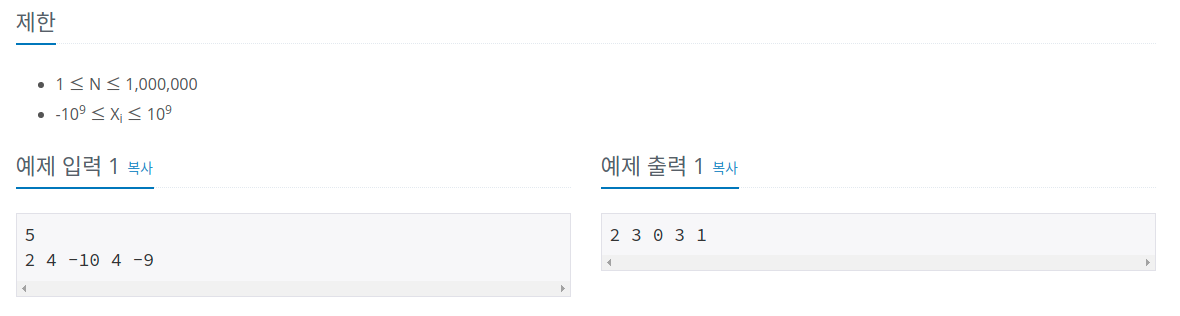 제한
1 ≤ N ≤ 1,000,000
-10⁹ ≤ Xᵢ ≤ 10⁹
예제 입력 1 복사
5
2 4 -10 4 -9
예제 출력 1 복사
2 3 0 3 1